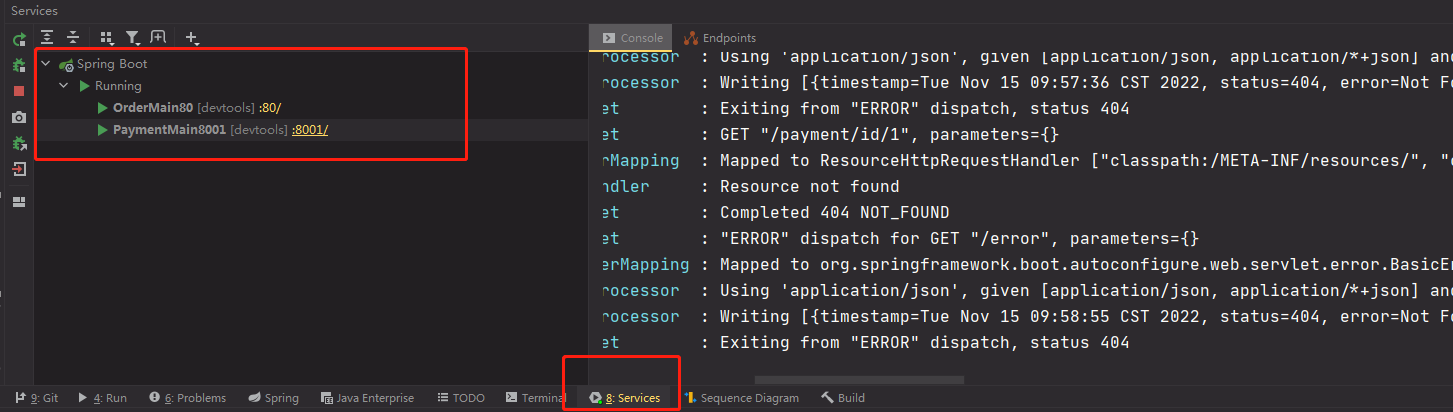 Services
Spring Boot
Running
OrderMain80 [devtools] :80/
PaymentMain8001 [devtools] :8001/
Console Endpoints
rocessor : Using 'application/json', given [application/json, application/*+json] and
rocessor : Writing [{timestamp=Tue Nov 15 09:57:36 CST 2022, status=404, error=Not Fo
et : Exiting from "ERROR" dispatch, status 404
et : GET "/payment/id/1", parameters={}
rMapping : Mapped to ResourceHttpRequestHandler ["classpath:/META-INF/resources/", "c
ndler : Resource not found
et : Completed 404 NOT_FOUND
et : "ERROR" dispatch for GET "/error", parameters={}
erMapping : Mapped to org.springframework.boot.autoconfigure.web.servlet.error.BasicEr
rocessor : Using 'application/json', given [application/json, application/*+json] and
rocessor : Writing [{timestamp=Tue Nov 15 09:58:55 CST 2022, status=404, error=Not Fo
et : Exiting from "ERROR" dispatch, status 404
9: Git 4: Run 6: Problems Spring Java Enterprise TODO Terminal 8: Services Sequence Diagram Build